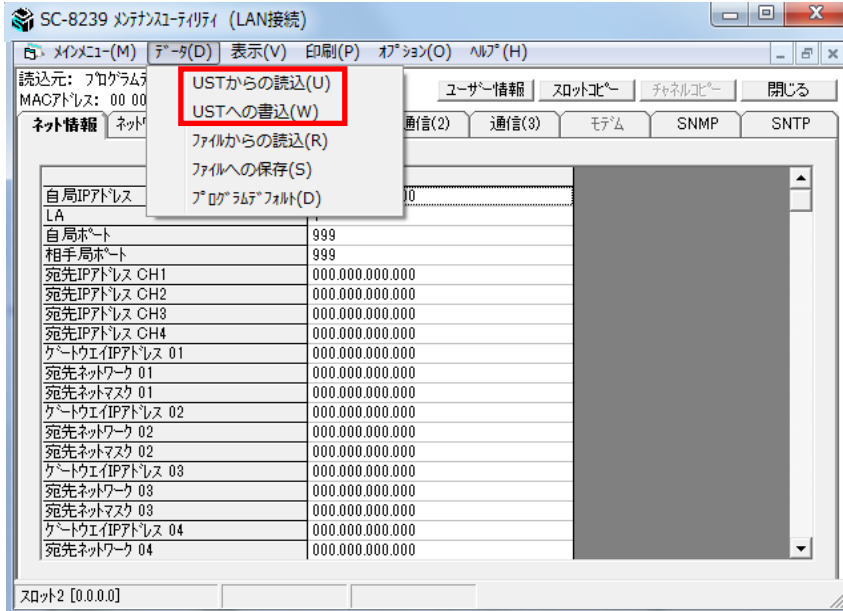 SC-8239 ﾒﾝﾃﾅﾝｽﾕｰﾃｨﾘﾃｨ (LAN接続)
ﾒｲﾝﾒﾆｭｰ(M) ﾃﾞｰﾀ(D) 表示(V) 印刷(P) ｵﾌﾟｼｮﾝ(O) ﾍﾙﾌﾟ(H)
読込元: ﾌﾟﾛｸﾞﾗﾑﾃﾞ
MACｱﾄﾞﾚｽ: 00 00
ﾕｰｻﾞｰ情報 ｽﾛｯﾄｺﾋﾟｰ ﾁｬﾈﾙｺﾋﾟｰ 閉じる
ﾈｯﾄ情報 ﾈｯﾄ 通信(2) 通信(3) ﾓﾃﾞﾑ SNMP SNTP
USTからの読込(U)
USTへの書込(W)
ﾌｧｲﾙからの読込(R)
ﾌｧｲﾙへの保存(S)
ﾌﾟﾛｸﾞﾗﾑﾃﾞﾌｫﾙﾄ(D)
自局IPｱﾄﾞﾚｽ
LA
自局ﾎﾟｰﾄ 999
相手局ﾎﾟｰﾄ 999
宛先IPｱﾄﾞﾚｽ CH1 000.000.000.000
宛先IPｱﾄﾞﾚｽ CH2 000.000.000.000
宛先IPｱﾄﾞﾚｽ CH3 000.000.000.000
宛先IPｱﾄﾞﾚｽ CH4 000.000.000.000
ｹﾞｰﾄｳｴｲIPｱﾄﾞﾚｽ 01 000.000.000.000
宛先ﾈｯﾄﾜｰｸ 01 000.000.000.000
宛先ﾈｯﾄﾏｽｸ 01 000.000.000.000
ｹﾞｰﾄｳｴｲIPｱﾄﾞﾚｽ 02 000.000.000.000
宛先ﾈｯﾄﾜｰｸ 02 000.000.000.000
宛先ﾈｯﾄﾏｽｸ 02 000.000.000.000
ｹﾞｰﾄｳｴｲIPｱﾄﾞﾚｽ 03 000.000.000.000
宛先ﾈｯﾄﾜｰｸ 03 000.000.000.000
宛先ﾈｯﾄﾏｽｸ 03 000.000.000.000
ｹﾞｰﾄｳｴｲIPｱﾄﾞﾚｽ 04 000.000.000.000
宛先ﾈｯﾄﾜｰｸ 04 000.000.000.000
ｽﾛｯﾄ2 [0.0.0.0]